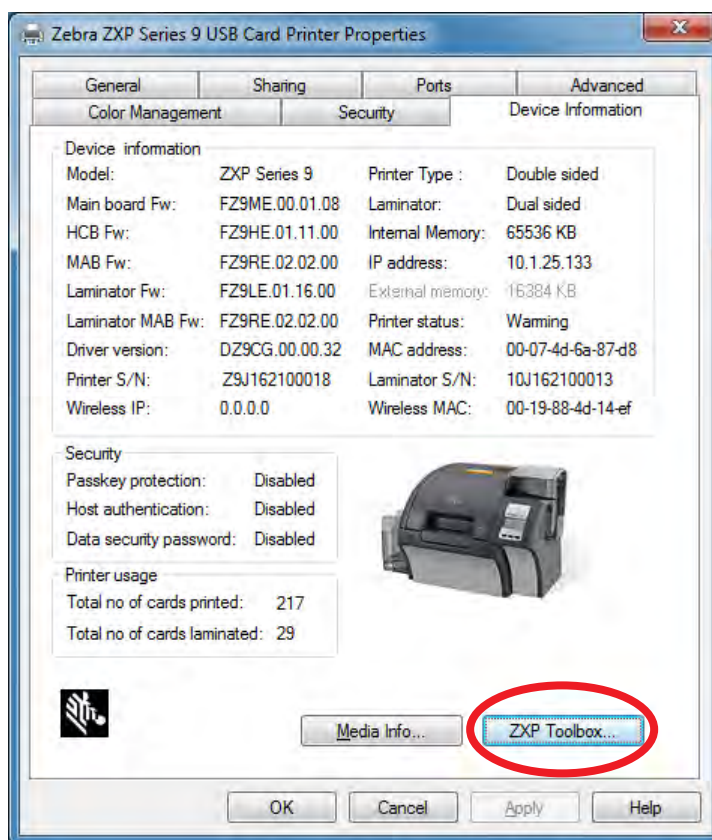 Zebra ZXP Series 9 USB Card Printer Properties
General Sharing Ports Advanced
Color Management Security Device Information
Device information
Model: ZXP Series 9 Printer Type : Double sided
Main board Fw: FZ9ME.00.01.08 Laminator: Dual sided
HCB Fw: FZ9HE.01.11.00 Internal Memory: 65536 KB
MAB Fw: FZ9RE.02.02.00 IP address: 10.1.25.133
Laminator Fw: FZ9LE.01.16.00 External memory: 16384 KB
Laminator MAB Fw: FZ9RE.02.02.00 Printer status: Warming
Driver version: DZ9CG.00.00.32 MAC address: 00-07-4d-6a-87-d8
Printer S/N: Z9J162100018 Laminator S/N: 10J162100013
Wireless IP: 0.0.0.0 Wireless MAC: 00-19-88-4d-14-ef
Security
Passkey protection: Disabled
Host authentication: Disabled
Data security password: Disabled
Printer usage
Total no of cards printed: 217
Total no of cards laminated: 29
Media Info... ZXP Toolbox...
OK Cancel Apply Help